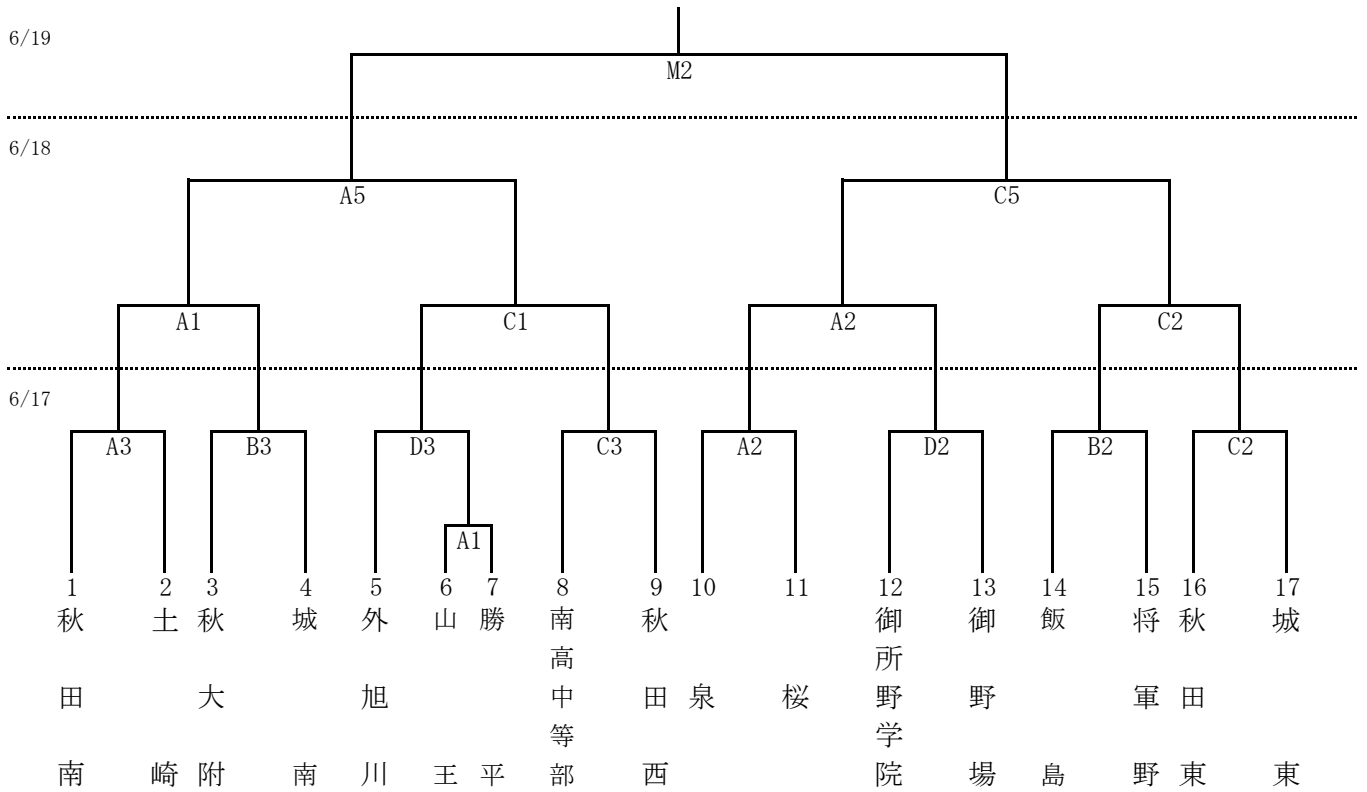 6/19
M2
6/18
A5
C5
A1
C1
A2
C2
6/17
A3
B3
D3
C3
A2
D2
B2
C2
A1
1
2
3
4
5
6
7
8
9
10
11
12
13
14
15
16
17
秋田南
土崎
秋大附
城南
外旭川
山王
勝平
南高中等部
秋田西
泉
桜
御所野学院
御野場
飯島
将軍野
秋田東
城東